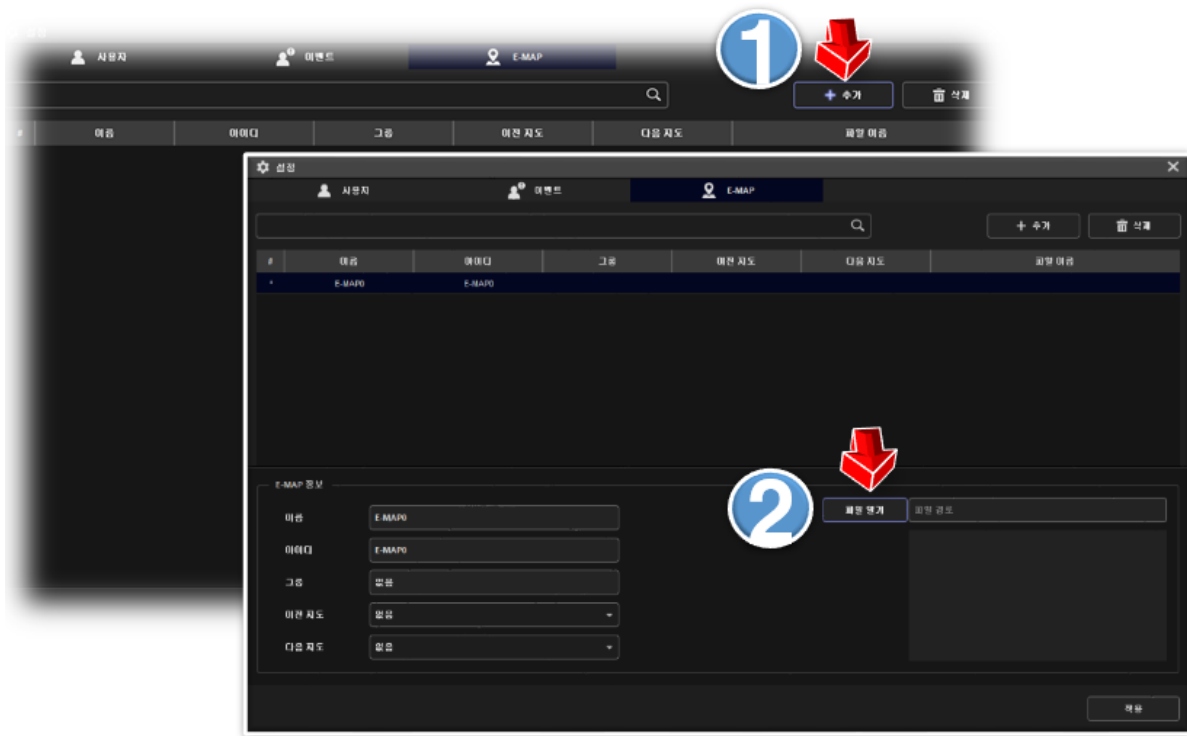 사용자 이벤트 E-MAP
1
+ 추가 삭제
# 이름 아이디 그룹 이전 지도 다음 지도 파일 이름
설정
사용자 이벤트 E-MAP
+ 추가 삭제
# 이름 아이디 그룹 이전 지도 다음 지도 파일 이름
* E-MAP0 E-MAP0
E-MAP 정보
2
파일 열기 파일 경로
이름 E-MAP0
아이디 E-MAP0
그룹 없음
이전 지도 없음
다음 지도 없음
적용